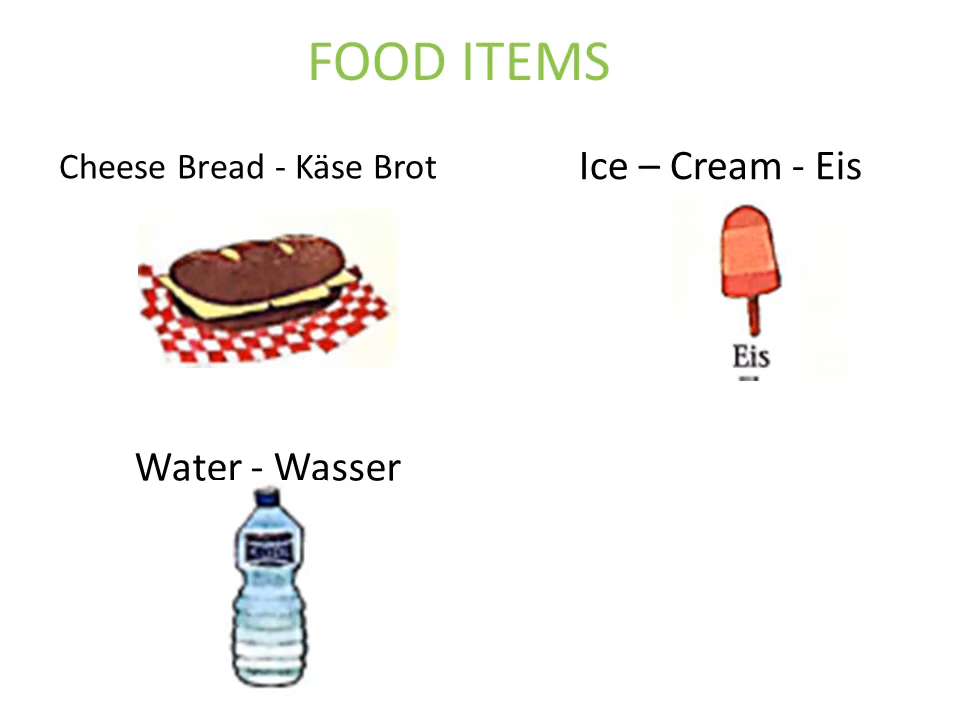 FOOD ITEMS
Cheese Bread - Käse Brot
Ice – Cream - Eis
Eis
Water - Wasser